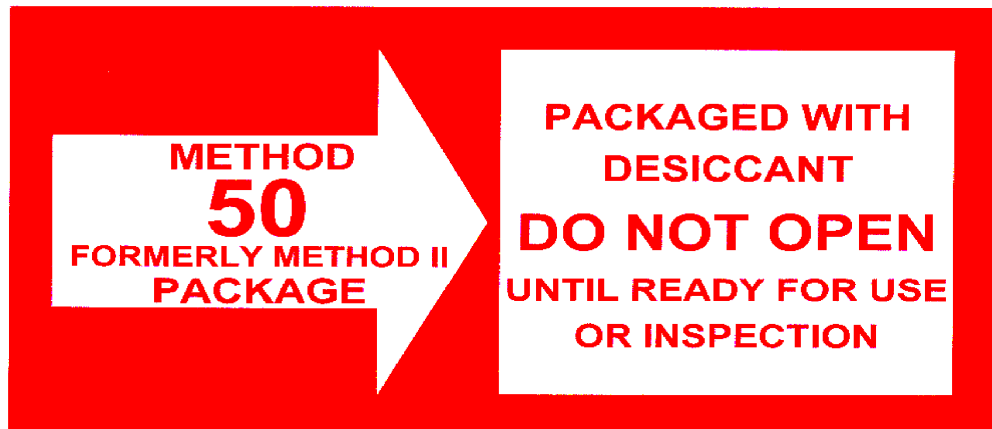 METHOD
50
FORMERLY METHOD II
PACKAGE
PACKAGED WITH
DESICCANT
DO NOT OPEN
UNTIL READY FOR USE
OR INSPECTION